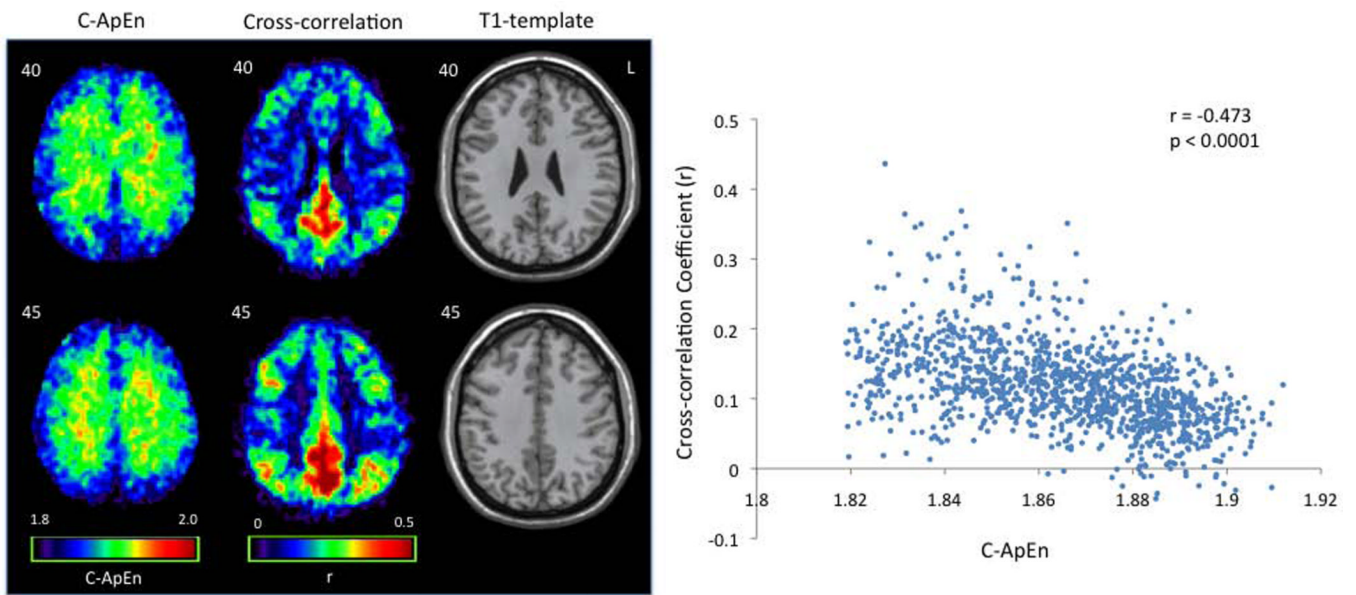 C-ApEn Cross-correlation T1-template
40 40 40 L
45 45 45
1.8 2.0 0 0.5
C-ApEn r
r = -0.473
p < 0.0001
Cross-correlation Coefficient (r)
0.5
0.4
0.3
0.2
0.1
0
-0.1
1.8 1.82 1.84 1.86 1.88 1.9 1.92
C-ApEn